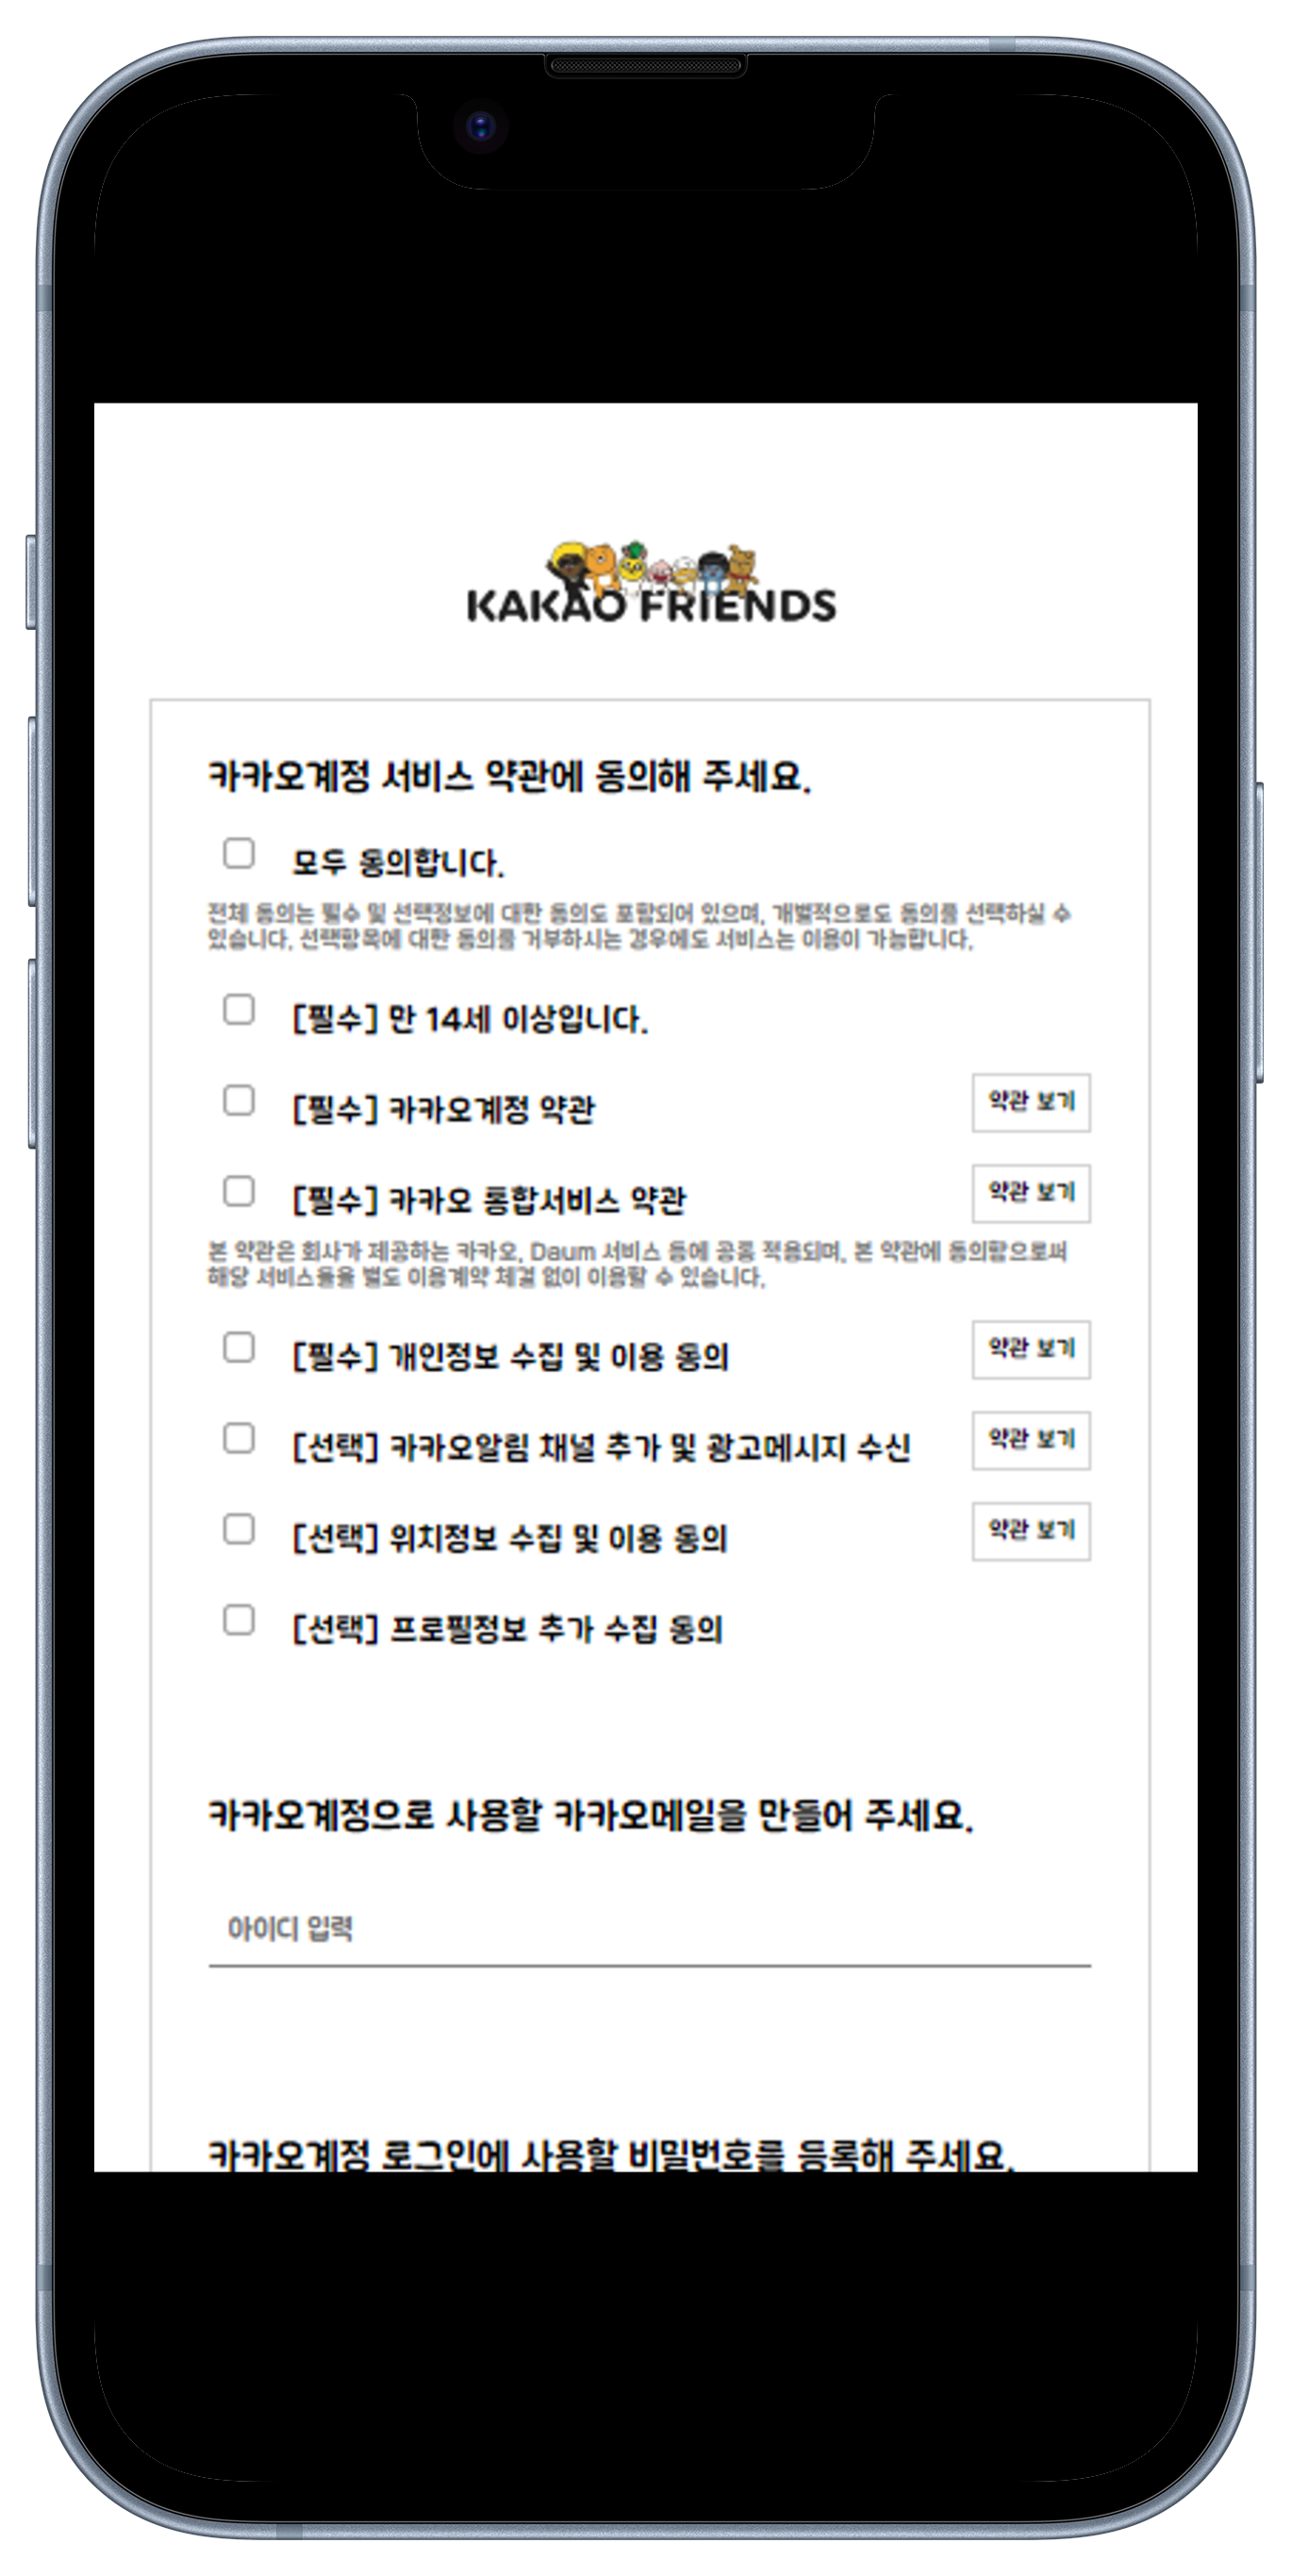 KAKAO FRIENDS
카카오계정 서비스 약관에 동의해 주세요.
모두 동의합니다.
전체 동의는 필수 및 선택정보에 대한 동의도 포함되어 있으며, 개별적으로도 동의를 선택하실 수
있습니다. 선택항목에 대한 동의를 거부하시는 경우에도 서비스는 이용이 가능합니다.
[필수] 만 14세 이상입니다.
[필수] 카카오계정 약관
약관 보기
[필수] 카카오 통합서비스 약관
약관 보기
본 약관은 회사가 제공하는 카카오, Daum 서비스 등에 공통 적용되며, 본 약관에 동의함으로써
해당 서비스들을 별도 이용계약 체결 없이 이용할 수 있습니다.
[필수] 개인정보 수집 및 이용 동의
약관 보기
[선택] 카카오알림 채널 추가 및 광고메시지 수신
약관 보기
[선택] 위치정보 수집 및 이용 동의
약관 보기
[선택] 프로필정보 추가 수집 동의
카카오계정으로 사용할 카카오메일을 만들어 주세요.
아이디 입력
카카오계정 로그인에 사용할 비밀번호를 등록해 주세요.